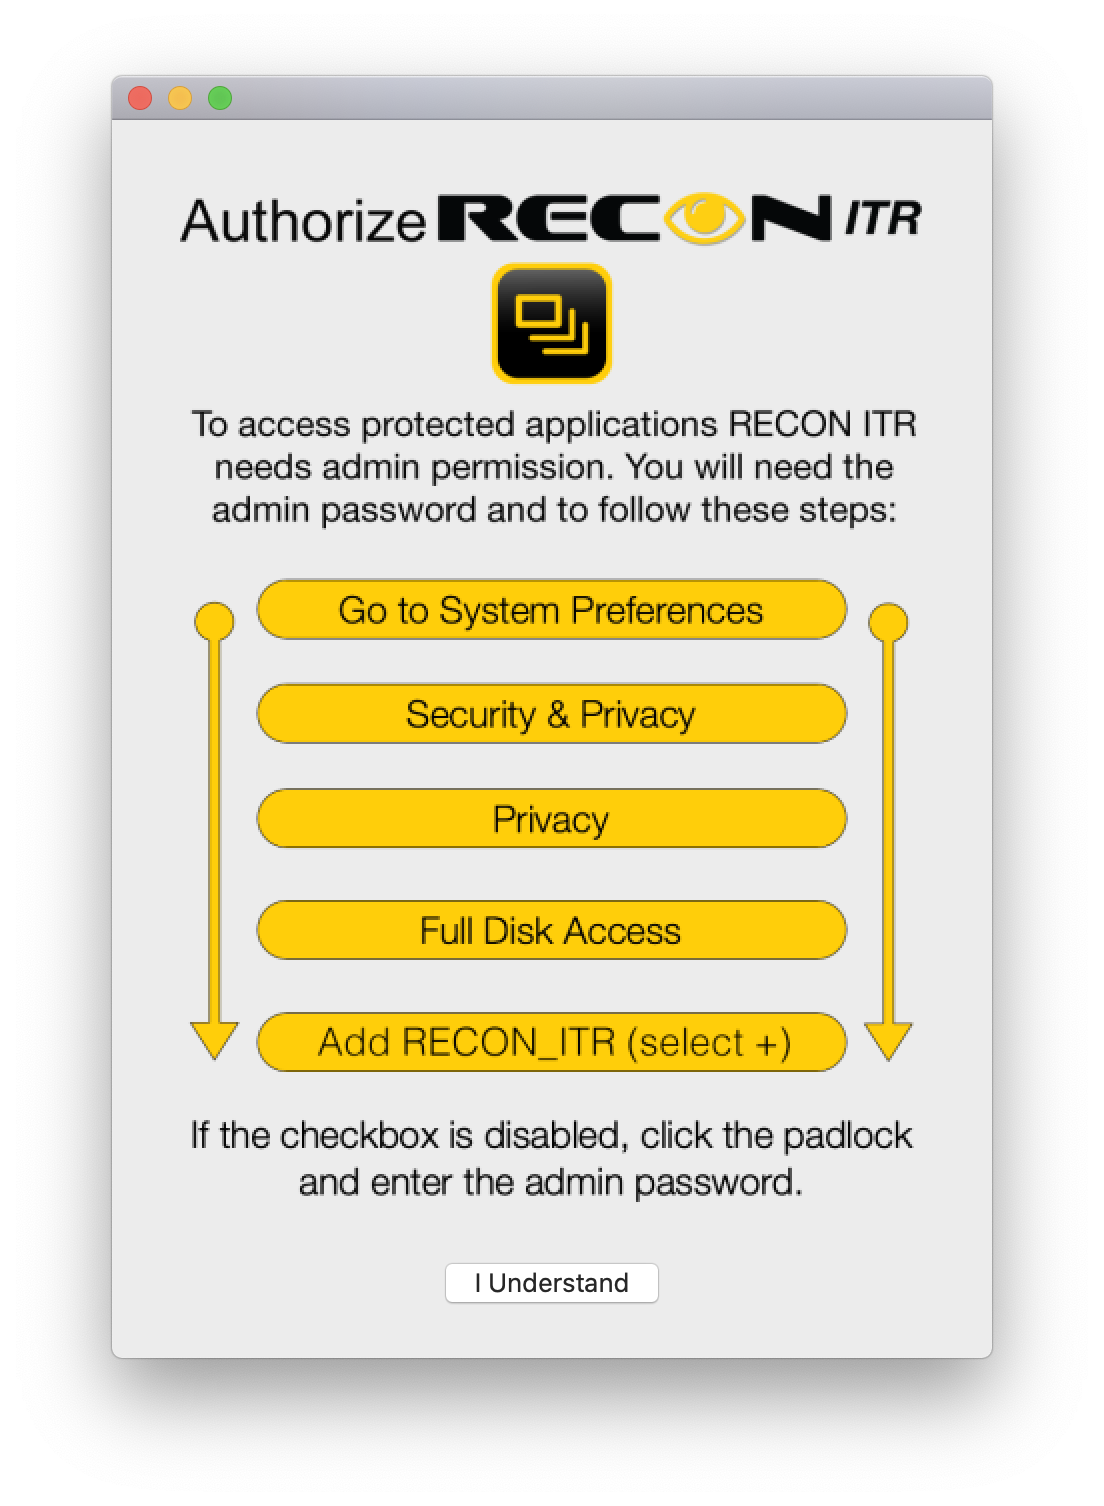 Authorize RECON ITR
To access protected applications RECON ITR
needs admin permission. You will need the
admin password and to follow these steps:
Go to System Preferences
Security & Privacy
Privacy
Full Disk Access
Add RECON_ITR (select +)
If the checkbox is disabled, click the padlock
and enter the admin password.
I Understand